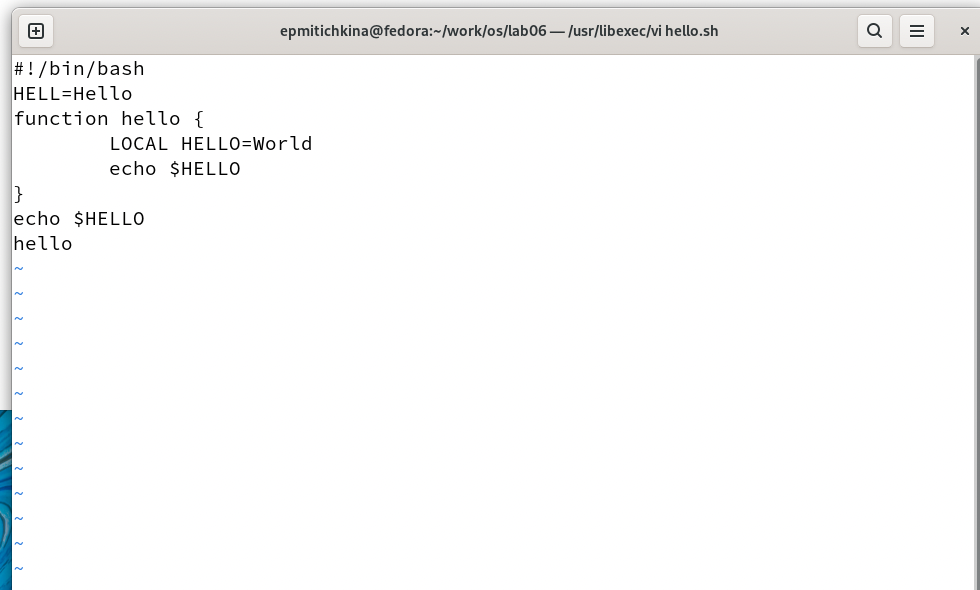 epmitichkina@fedora:~/work/os/lab06 — /usr/libexec/vi hello.sh
#!/bin/bash
HELL=Hello
function hello {
        LOCAL HELLO=World
        echo $HELLO
}
echo $HELLO
hello
~
~
~
~
~
~
~
~
~
~
~
~
~